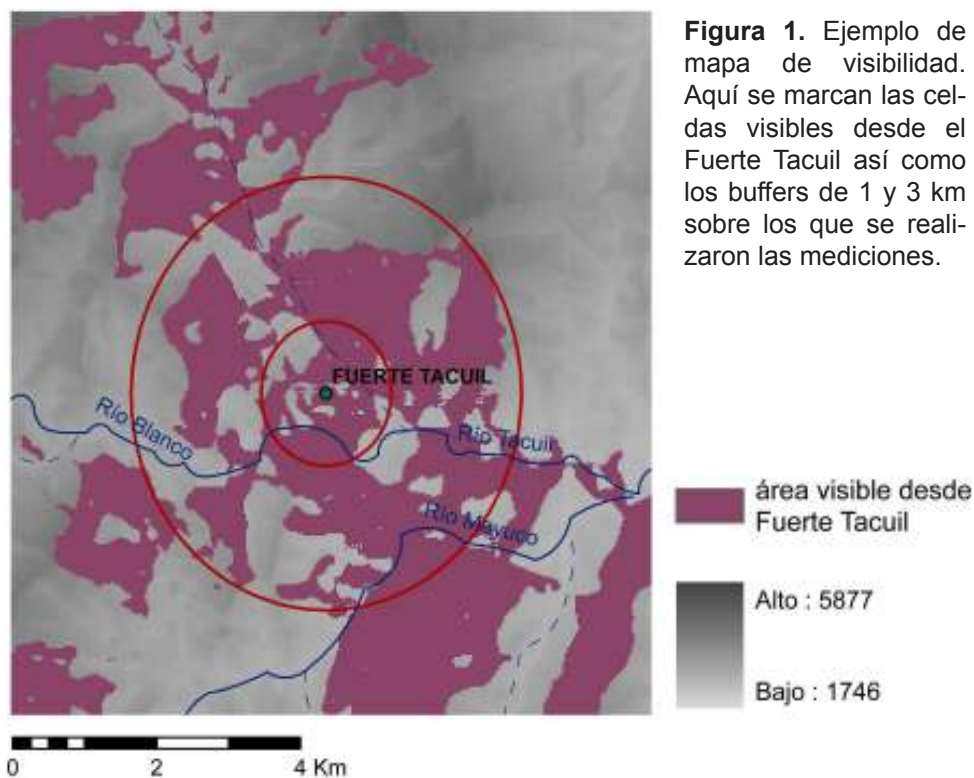 Figura 1. Ejemplo de
mapa de visibilidad.
Aquí se marcan las cel-
das visibles desde el
Fuerte Tacuil así como
los buffers de 1 y 3 km
sobre los que se reali-
zaron las mediciones.
FUERTE TACUIL
Río Blanco
Río Tacuil
Río Mayuco
área visible desde
Fuerte Tacuil
Alto : 5877
Bajo : 1746
0 2 4 Km